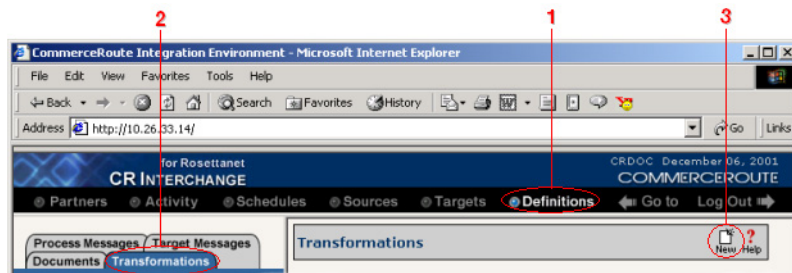 2 1 3
CommerceRoute Integration Environment - Microsoft Internet Explorer
File Edit View Favorites Tools Help
Back Search Favorites History
Address http://10.26.33.14/ Go Links
for Rosettanet CRDOC December 06, 2001
CR INTERCHANGE COMMERCEROUTE
Partners Activity Schedules Sources Targets Definitions Go to Log Out
Process Messages Target Messages
Documents Transformations
Transformations
New Help